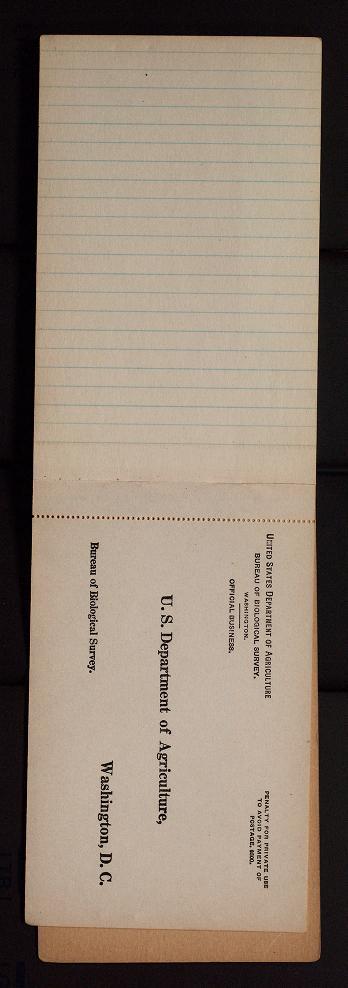 UNITED STATES DEPARTMENT OF AGRICULTURE
BUREAU OF BIOLOGICAL SURVEY.
WASHINGTON.
OFFICIAL BUSINESS.
PENALTY FOR PRIVATE USE
TO AVOID PAYMENT OF
POSTAGE, $300.
U. S. Department of Agriculture,
Bureau of Biological Survey.
Washington, D. C.